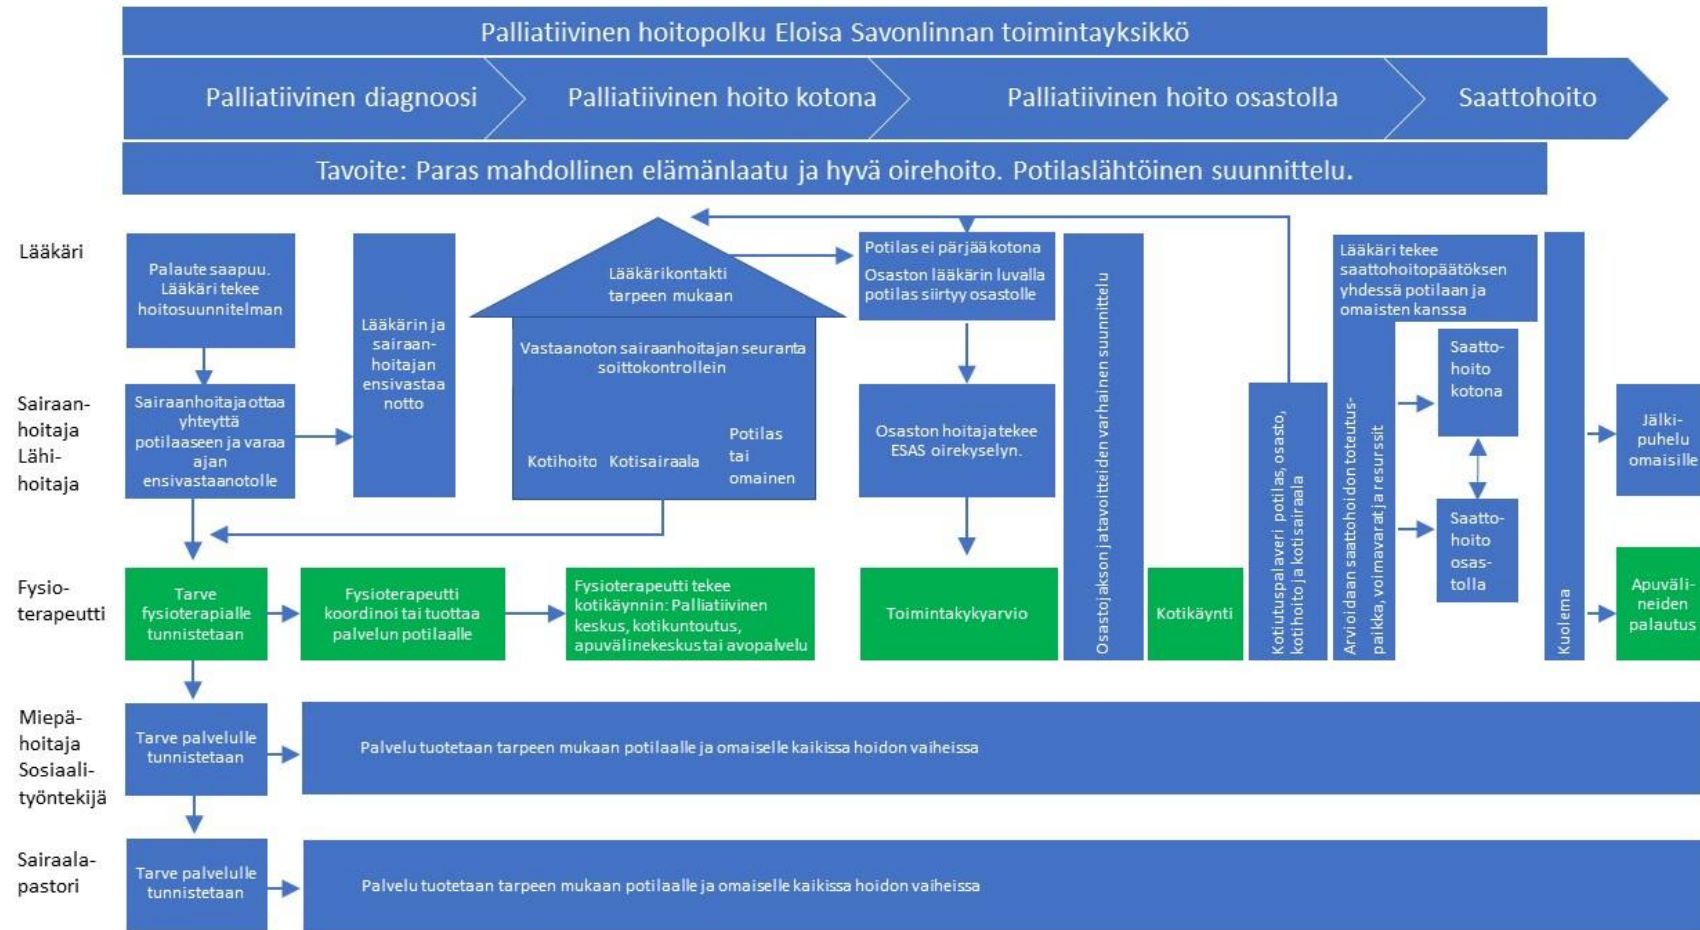 Palliatiivinen hoitopolku Eloisa Savonlinnan toimintayksikkö
Palliatiivinen diagnoosi
Palliatiivinen hoito kotona
Palliatiivinen hoito osastolla
Saattohoito
Tavoite: Paras mahdollinen elämänlaatu ja hyvä oirehoito. Potilaslähtöinen suunnittelu.
Lääkäri
Palaute saapuu.
Lääkäri tekee
hoitosuunnitelman
Lääkärin ja
sairaan-
hoitajan
ensivastaa
notto
Lääkärikontakti
tarpeen mukaan
Vastaanoton sairaanhoitajan seuranta
soittokontrollein
Kotihoito
Kotisairaala
Potilas
tai
omainen
Potilas ei pärjää kotona
Osaston lääkärin luvalla
potilas siirtyy osastolle
Osastojakson ja tavoitteiden varhainen suunnittelu
Lääkäri tekee
saattohoitopäätöksen
yhdessä potilaan ja
omaisten kanssa
Sairaan-
hoitaja
Lähi-
hoitaja
Sairaanhoitaja ottaa
yhteyttä
potilaaseen ja varaa
ajan
ensivastaanotolle
Osaston hoitaja tekee
ESAS oirekyselyn.
Kotiutuspalaveri potilas, osasto,
kotihoito ja kotisairaala
Arvioidaan saattohoidon toteutus-
paikka, voimavarat ja resurssit
Saatto-
hoito
kotona
Saatto-
hoito
osas-
tolla
Kuolema
Jälki-
puhelu
omaisille
Fysio-
terapeutti
Tarve
fysioterapialle
tunnistetaan
Fysioterapeutti
koordinoi tai tuottaa
palvelun potilaalle
Fysioterapeutti tekee
kotikäynnin: Palliatiivinen
keskus, kotikuntoutus,
apuvälinekeskus tai avopalvelu
Toimintakykyarvio
Kotikäynti
Apuväli-
neiden
palautus
Miepä-
hoitaja
Sosiaali-
työntekijä
Tarve palvelulle
tunnistetaan
Palvelu tuotetaan tarpeen mukaan potilaalle ja omaiselle kaikissa hoidon vaiheissa
Sairaala-
pastori
Tarve palvelulle
tunnistetaan
Palvelu tuotetaan tarpeen mukaan potilaalle ja omaiselle kaikissa hoidon vaiheissa